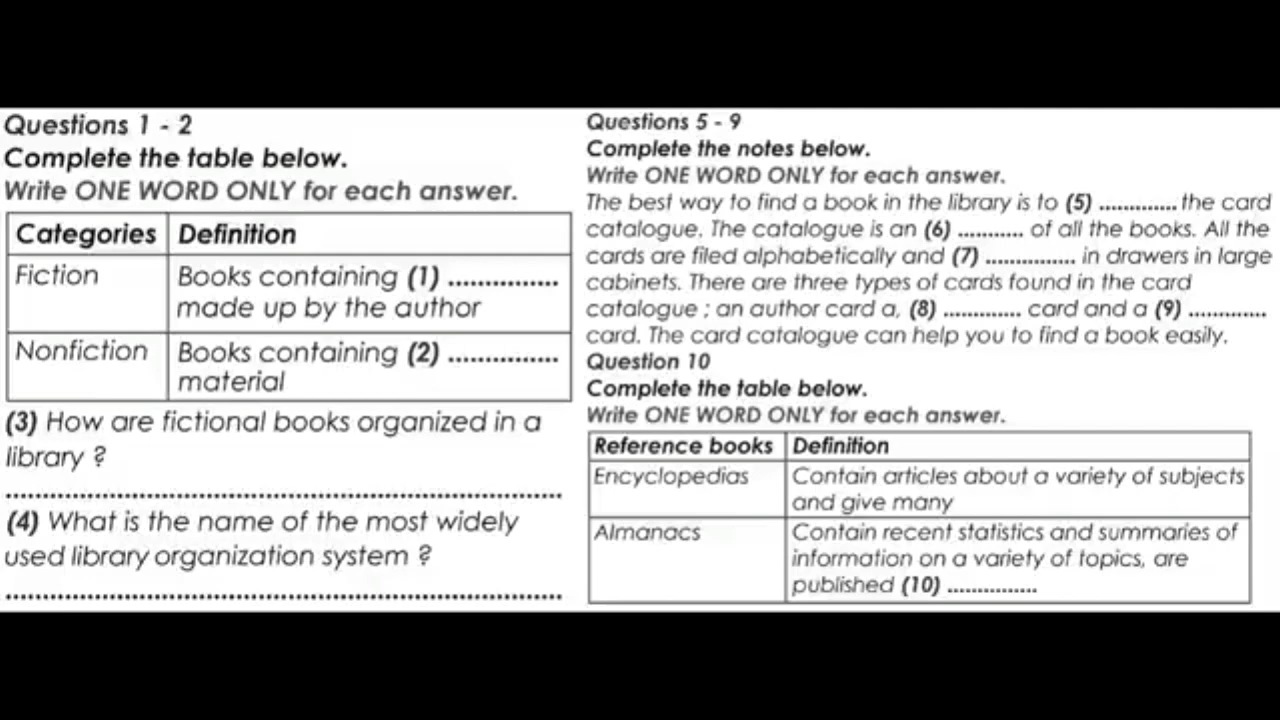 Questions 1 - 2
Complete the table below.
Write ONE WORD ONLY for each answer.
Categories Definition
Fiction Books containing (1) ...............
made up by the author
Nonfiction Books containing (2) ...............
material
(3) How are fictional books organized in a
library ?
...............................................................
(4) What is the name of the most widely
used library organization system ?
...............................................................
Questions 5 - 9
Complete the notes below.
Write ONE WORD ONLY for each answer.
The best way to find a book in the library is to (5) ............. the card
catalogue. The catalogue is an (6) ........... of all the books. All the
cards are filed alphabetically and (7) ............... in drawers in large
cabinets. There are three types of cards found in the card
catalogue ; an author card a, (8) ............. card and a (9) .............
card. The card catalogue can help you to find a book easily.
Question 10
Complete the table below.
Write ONE WORD ONLY for each answer.
Reference books Definition
Encyclopedias Contain articles about a variety of subjects
and give many
Almanacs Contain recent statistics and summaries of
information on a variety of topics, are
published (10) ...............